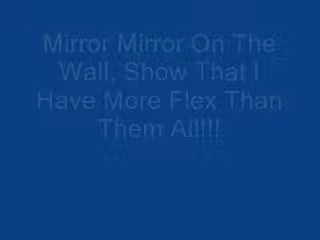 Mirror Mirror On The
Wall, Show That I
Have More Flex Than
Them All!!!